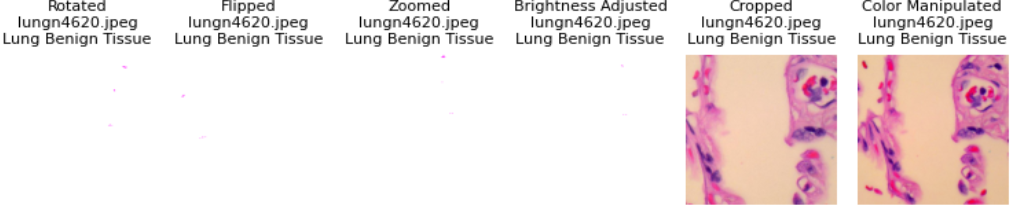 Rotated
lungn4620.jpeg
Lung Benign Tissue
Flipped
lungn4620.jpeg
Lung Benign Tissue
Zoomed
lungn4620.jpeg
Lung Benign Tissue
Brightness Adjusted
lungn4620.jpeg
Lung Benign Tissue
Cropped
lungn4620.jpeg
Lung Benign Tissue
Color Manipulated
lungn4620.jpeg
Lung Benign Tissue